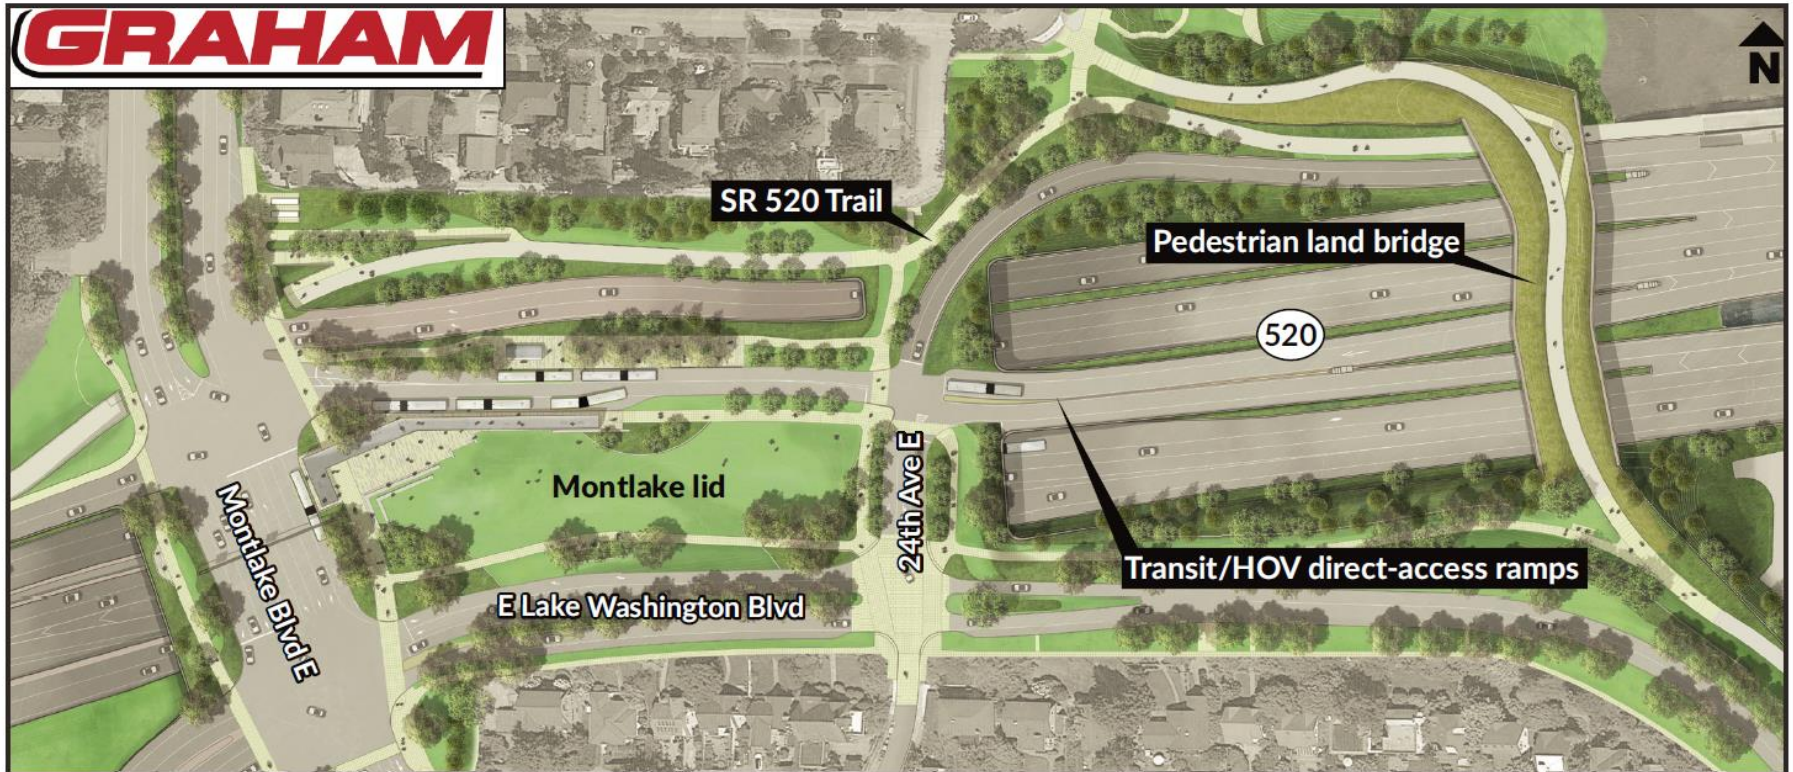 GRAHAM
N
SR 520 Trail
Pedestrian land bridge
520
Montlake lid
24th Ave E
Montlake Blvd E
Transit/HOV direct-access ramps
E Lake Washington Blvd